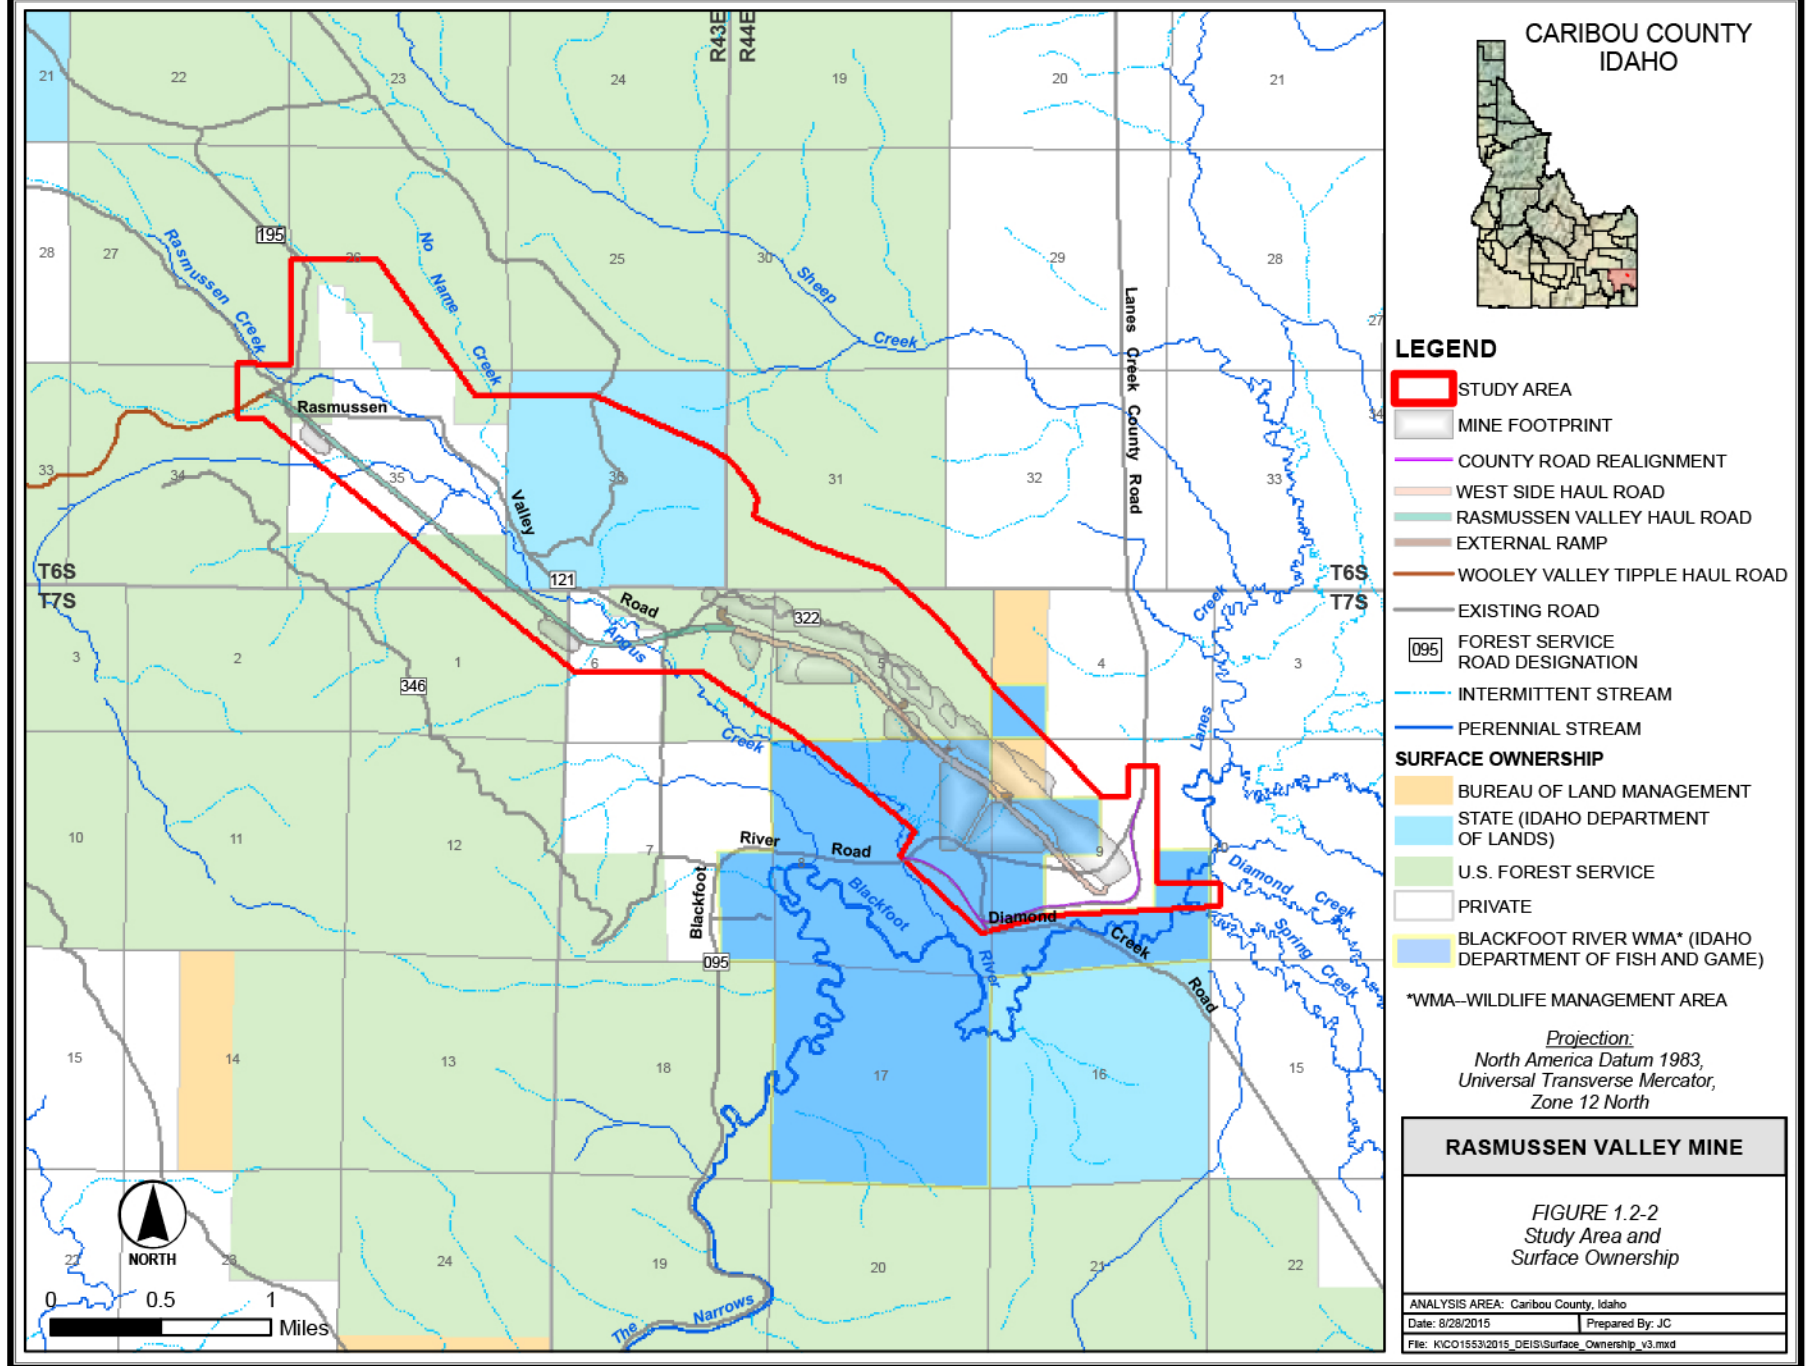 CARIBOU COUNTY
IDAHO
R43E
R44E
21
22
23
24
19
20
21
28
27
26
25
30
29
28
27
195
Rasmussen
Creek
No
Name
Creek
Sheep
Creek
Lanes Creek County Road
33
34
35
36
31
32
33
34
Rasmussen
Valley
Road
121
T6S
T7S
T6S
T7S
322
346
Angus
Creek
Lanes
Creek
3
2
1
6
5
4
3
10
11
12
7
8
9
10
River
Road
Blackfoot
Blackfoot
River
Diamond
Creek
Road
Diamond
Creek
Spring
Creek
095
15
14
13
18
17
16
15
22
23
24
19
20
21
22
The
Narrows
NORTH
0 0.5 1
Miles
LEGEND
STUDY AREA
MINE FOOTPRINT
COUNTY ROAD REALIGNMENT
WEST SIDE HAUL ROAD
RASMUSSEN VALLEY HAUL ROAD
EXTERNAL RAMP
WOOLEY VALLEY TIPPLE HAUL ROAD
EXISTING ROAD
095
FOREST SERVICE
ROAD DESIGNATION
INTERMITTENT STREAM
PERENNIAL STREAM
SURFACE OWNERSHIP
BUREAU OF LAND MANAGEMENT
STATE (IDAHO DEPARTMENT
OF LANDS)
U.S. FOREST SERVICE
PRIVATE
BLACKFOOT RIVER WMA* (IDAHO
DEPARTMENT OF FISH AND GAME)
*WMA--WILDLIFE MANAGEMENT AREA
Projection:
North America Datum 1983,
Universal Transverse Mercator,
Zone 12 North
RASMUSSEN VALLEY MINE
FIGURE 1.2-2
Study Area and
Surface Ownership
ANALYSIS AREA: Caribou County, Idaho
Date: 8/28/2015
Prepared By: JC
File: K\CO1553\2015_DEIS\Surface_Ownership_v3.mxd